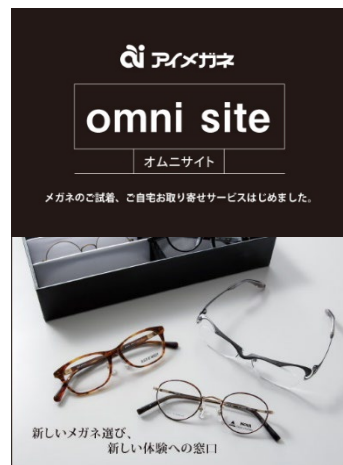 アイメガネ
omni site
オムニサイト
メガネのご試着、ご自宅お取り寄せサービスはじめました。
新しいメガネ選び、
新しい体験への窓口